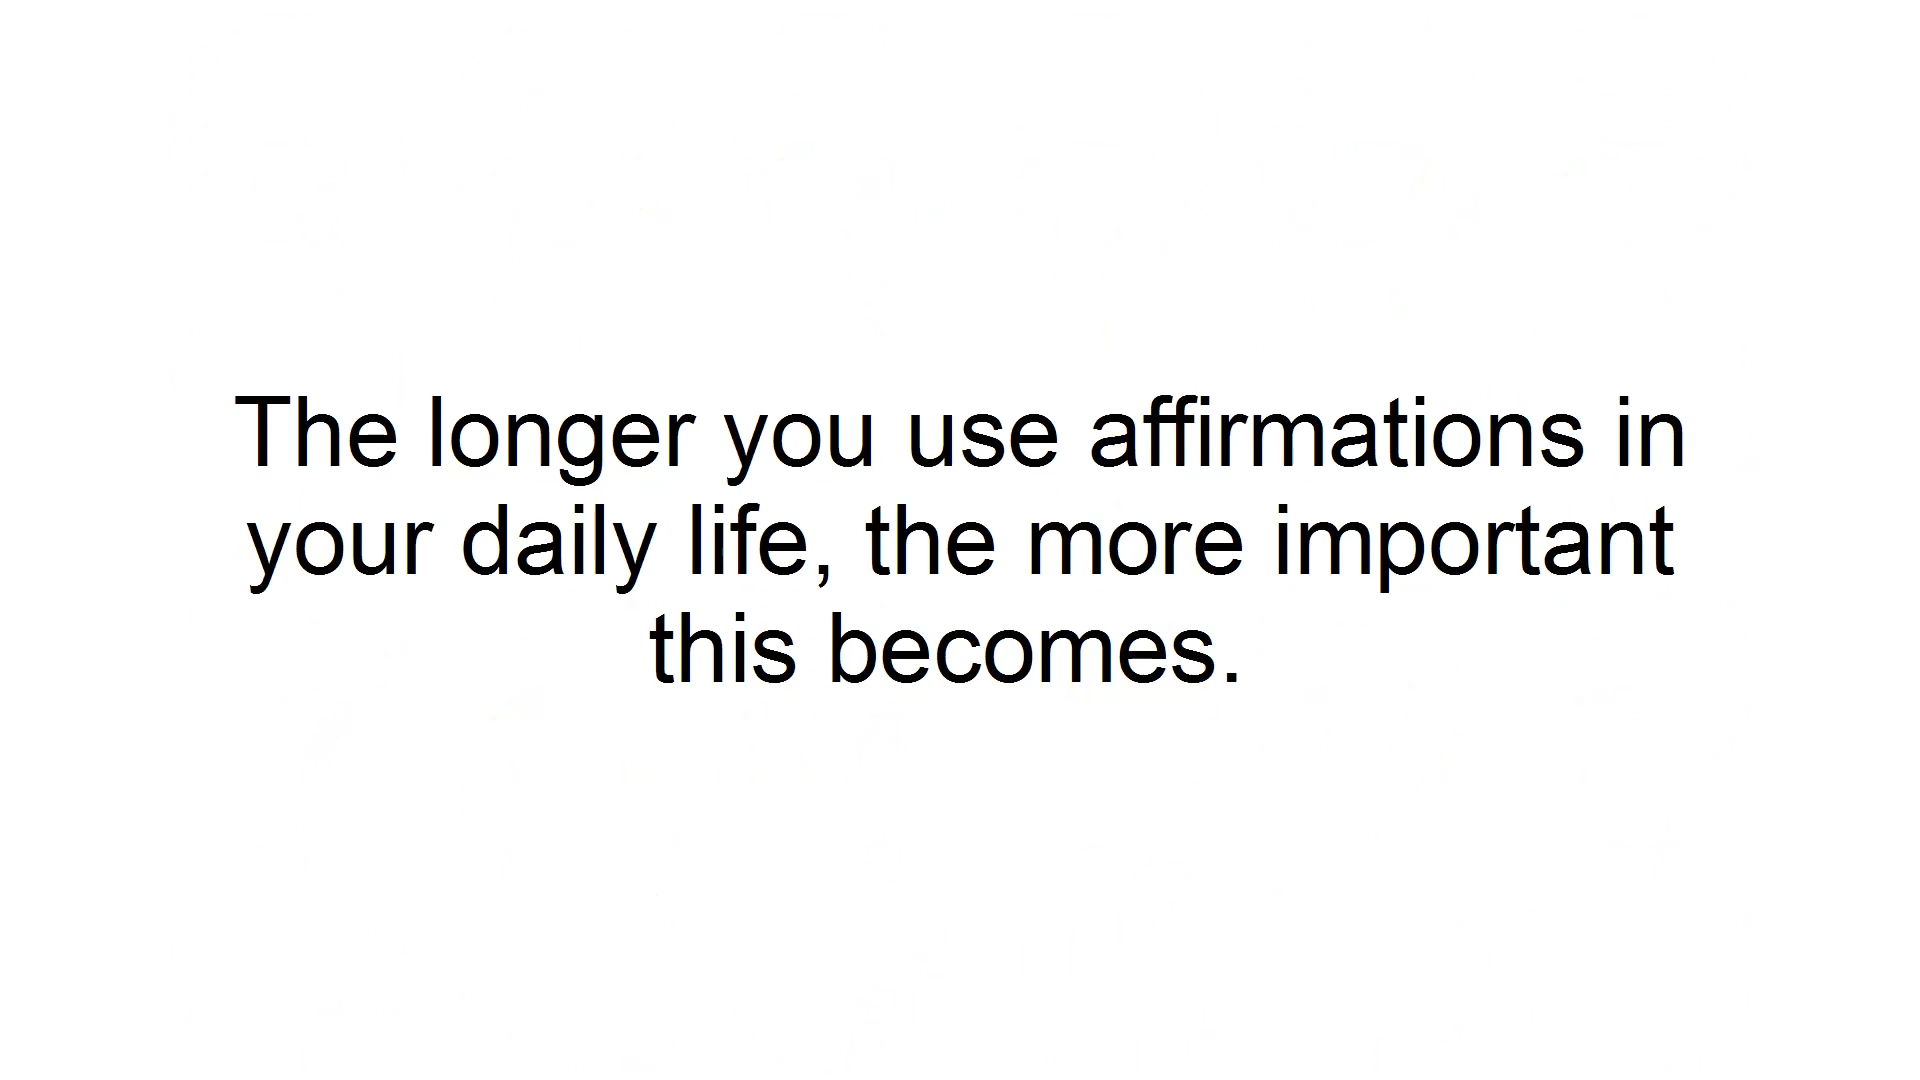 The longer you use affirmations in
your daily life, the more important
this becomes.